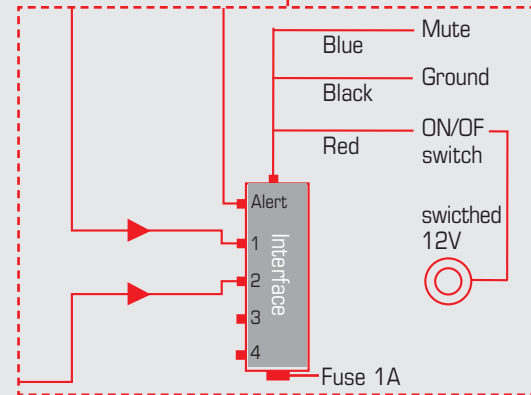 Mute
Blue
Ground
Black
ON/OF
switch
Red
Alert
swicthed
12V
1
Interface
2
3
4
Fuse 1A